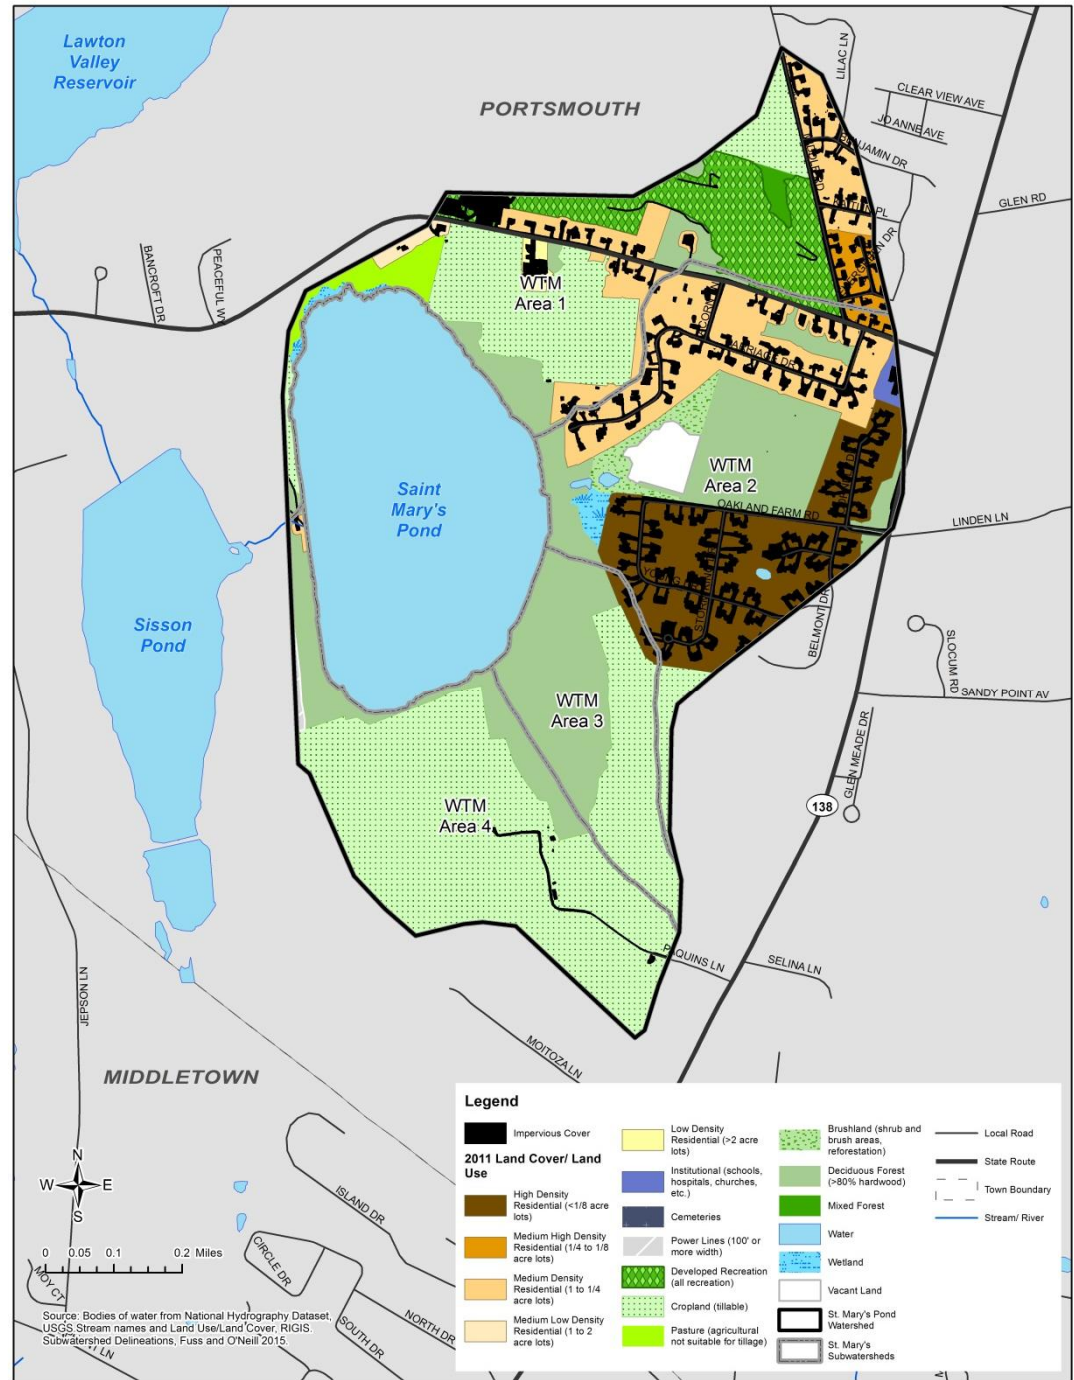 Lawton
Valley
Reservoir
PORTSMOUTH
LILAC LN
CLEAR VIEW AVE
JO ANNE AVE
BENJAMIN DR
GLEN RD
BANCROFT DR
PEACEFUL WY
WTM
Area 1
CARRIAGE DR
Saint
Mary's
Pond
WTM
Area 2
OAKLAND FARM RD
LINDEN LN
Sisson
Pond
BELMONT DR
SLOCUM RD
SANDY POINT AV
WTM
Area 3
GLEN MEADE DR
138
WTM
Area 4
PAQUINS LN
SELINA LN
JEPSON LN
MOITOZA LN
MIDDLETOWN
N
W E
S
0 0.05 0.1 0.2 Miles
ISLAND DR
CIRCLE DR
MOY CT
SOUTH DR
NORTH DR
Source: Bodies of water from National Hydrography Dataset,
USGS Stream names and Land Use/Land Cover, RIGIS.
Subwatershed Delineations, Fuss and O'Neill 2015.
Legend
Impervious Cover
2011 Land Cover/ Land
Use
High Density
Residential (<1/8 acre
lots)
Medium High Density
Residential (1/4 to 1/8
acre lots)
Medium Density
Residential (1 to 1/4
acre lots)
Medium Low Density
Residential (1 to 2
acre lots)
Low Density
Residential (>2 acre
lots)
Institutional (schools,
hospitals, churches,
etc.)
Cemeteries
Power Lines (100' or
more width)
Developed Recreation
(all recreation)
Cropland (tillable)
Pasture (agricultural
not suitable for tillage)
Brushland (shrub and
brush areas,
reforestation)
Deciduous Forest
(>80% hardwood)
Mixed Forest
Water
Wetland
Vacant Land
St. Mary's Pond
Watershed
St. Mary's
Subwatersheds
Local Road
State Route
Town Boundary
Stream/ River